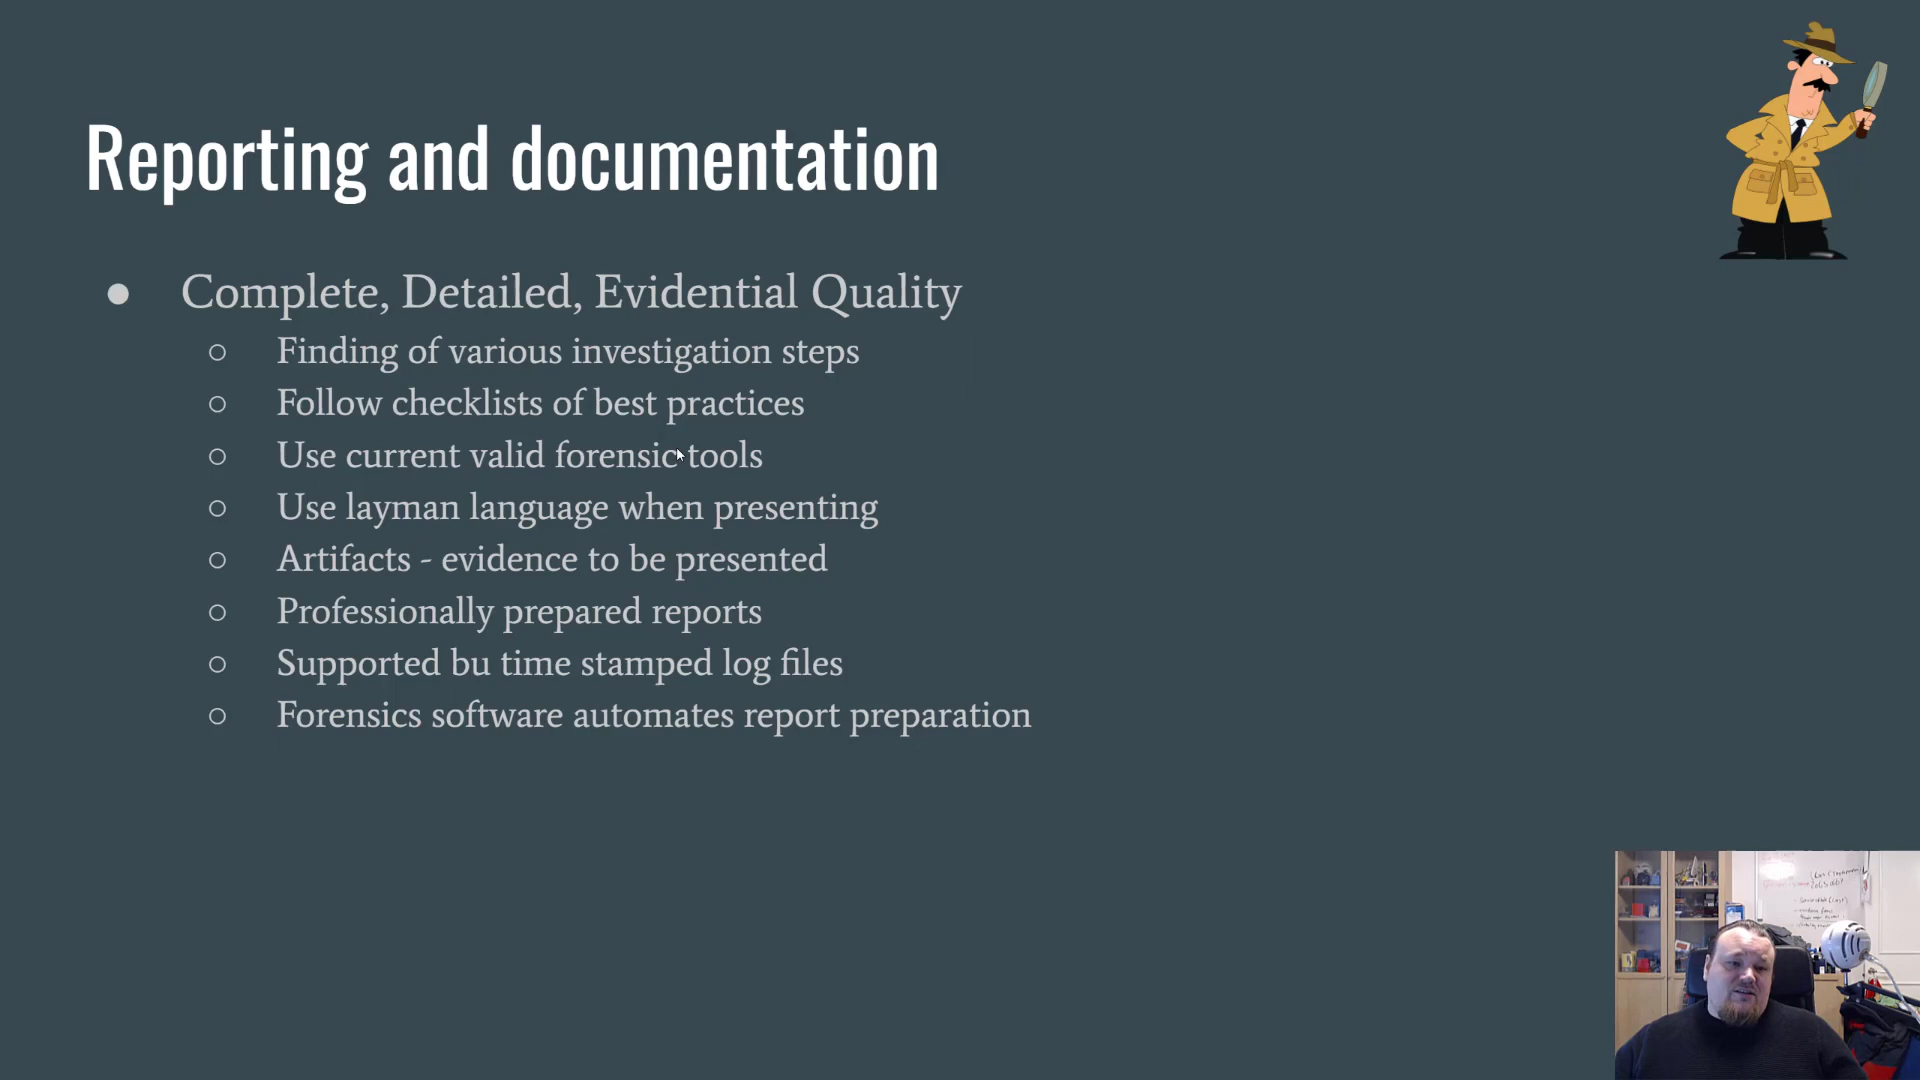 Reporting and documentation
● Complete, Detailed, Evidential Quality
○ Finding of various investigation steps
○ Follow checklists of best practices
○ Use current valid forensic tools
○ Use layman language when presenting
○ Artifacts - evidence to be presented
○ Professionally prepared reports
○ Supported bu time stamped log files
○ Forensics software automates report preparation